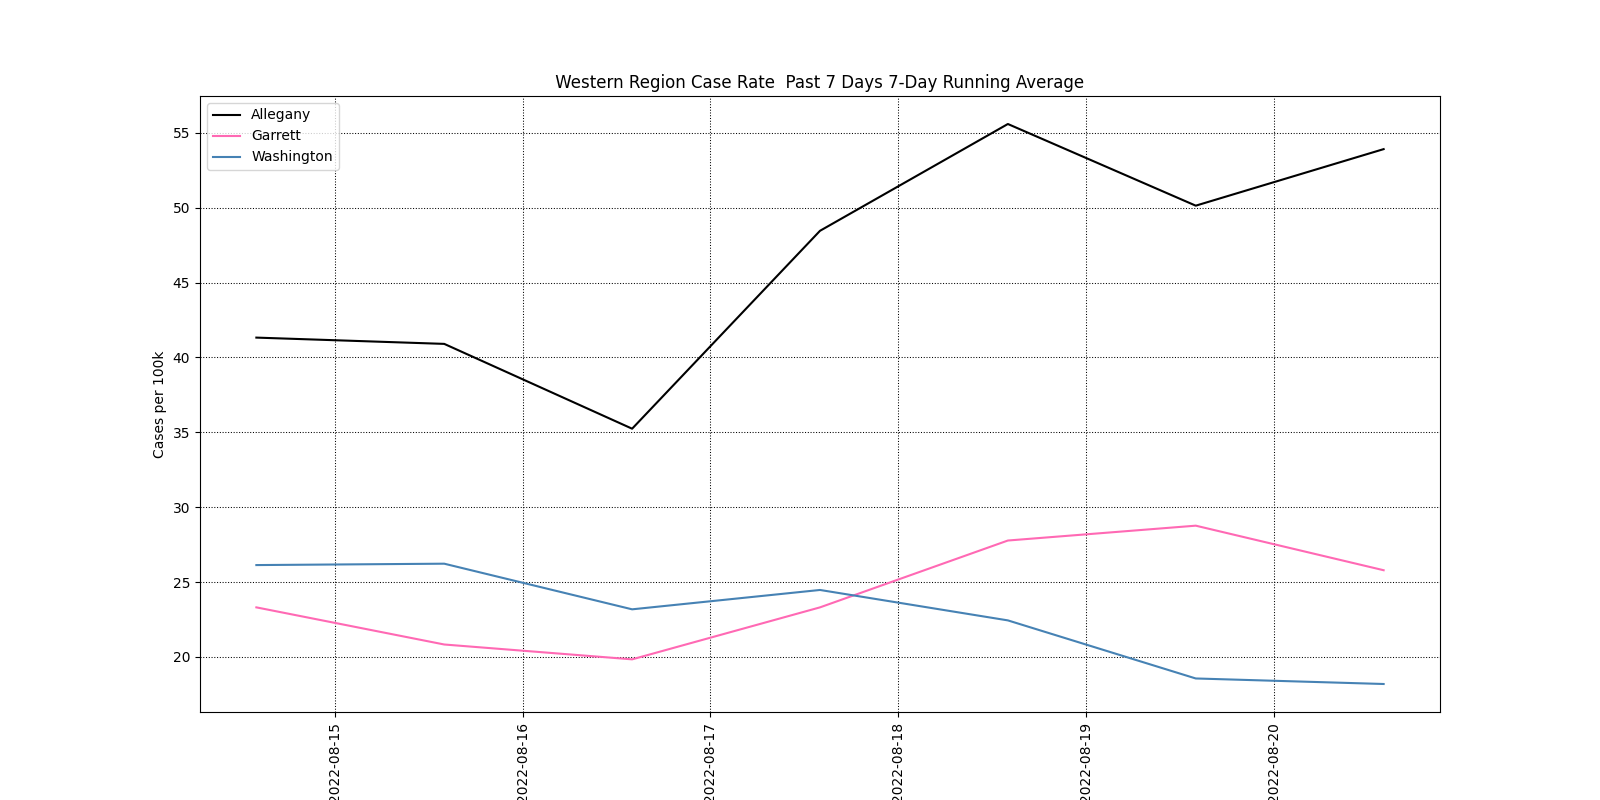 Western Region Case Rate  Past 7 Days 7-Day Running Average
Allegany
Garrett
Washington
55
50
45
40
35
30
25
20
Cases per 100k
2022-08-15
2022-08-16
2022-08-17
2022-08-18
2022-08-19
2022-08-20